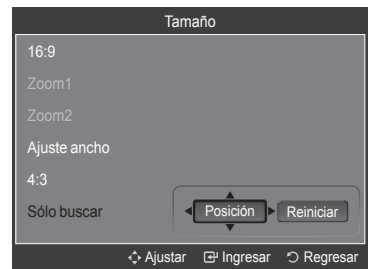 Tamaño
16:9
Zoom1
Zoom2
Ajuste ancho
4:3
Sólo buscar
Posición Reiniciar
Ajustar Ingresar Regresar